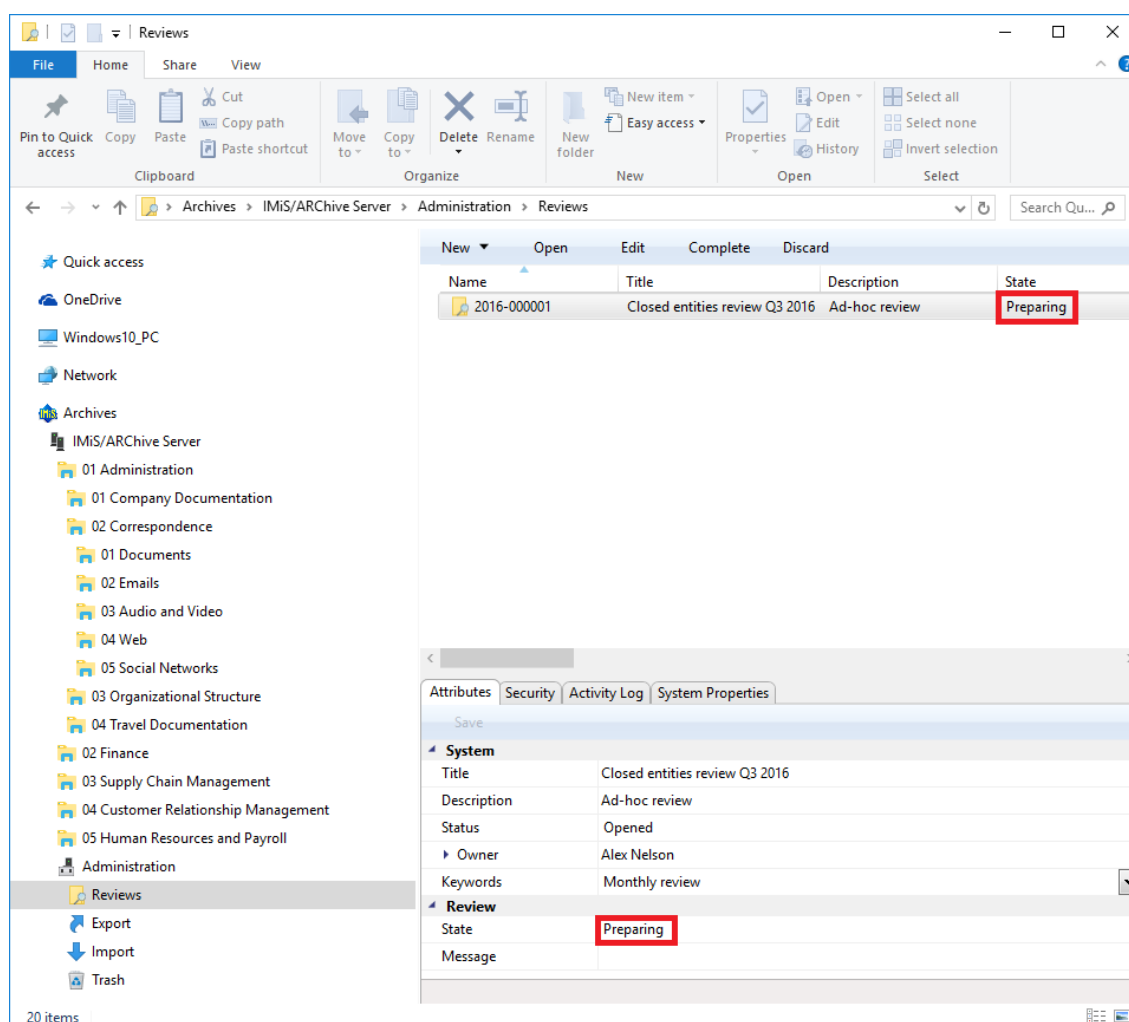 Reviews
File Home Share View
Pin to Quick access Copy Paste Cut Copy path Paste shortcut
Clipboard
Move to Copy to Delete Rename
Organize
New folder New item Easy access
New
Properties Open Edit History
Open
Select all Select none Invert selection
Select
Archives IMiS/ARChive Server Administration Reviews Search Qu...
Quick access
OneDrive
Windows10_PC
Network
Archives
IMiS/ARChive Server
01 Administration
01 Company Documentation
02 Correspondence
01 Documents
02 Emails
03 Audio and Video
04 Web
05 Social Networks
03 Organizational Structure
04 Travel Documentation
02 Finance
03 Supply Chain Management
04 Customer Relationship Management
05 Human Resources and Payroll
Administration
Reviews
Export
Import
Trash
New Open Edit Complete Discard
Name Title Description State
2016-000001 Closed entities review Q3 2016 Ad-hoc review Preparing
Attributes Security Activity Log System Properties
Save
System
Title Closed entities review Q3 2016
Description Ad-hoc review
Status Opened
Owner Alex Nelson
Keywords Monthly review
Review
State Preparing
Message
20 items